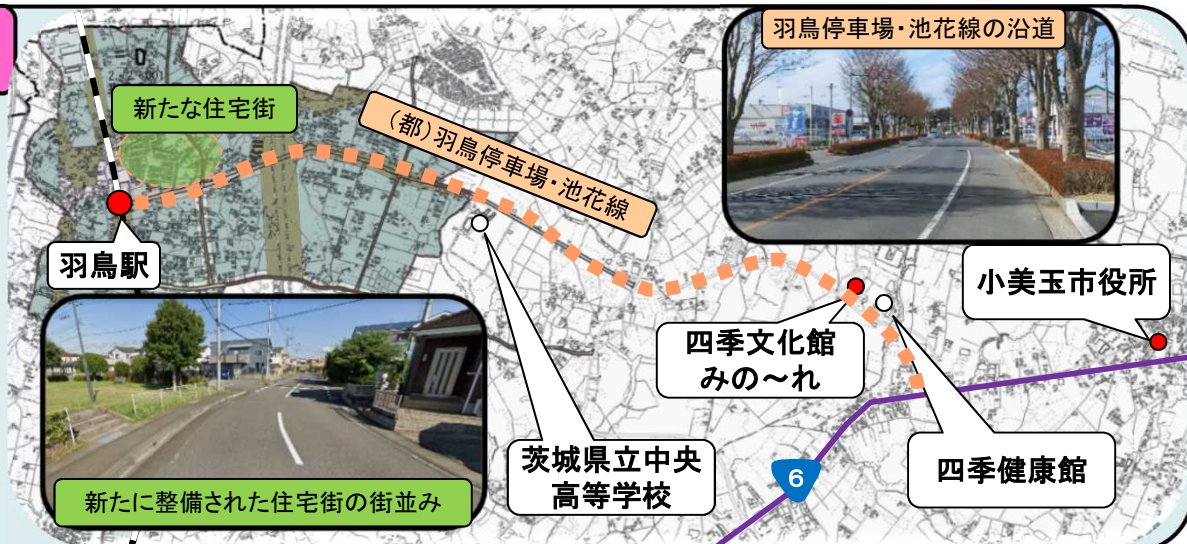 羽鳥停車場・池花線の沿道
新たな住宅街
（都）羽鳥停車場・池花線
羽鳥駅
小美玉市役所
四季文化館
みの～れ
茨城県立中央
高等学校
四季健康館
6
新たに整備された住宅街の街並み